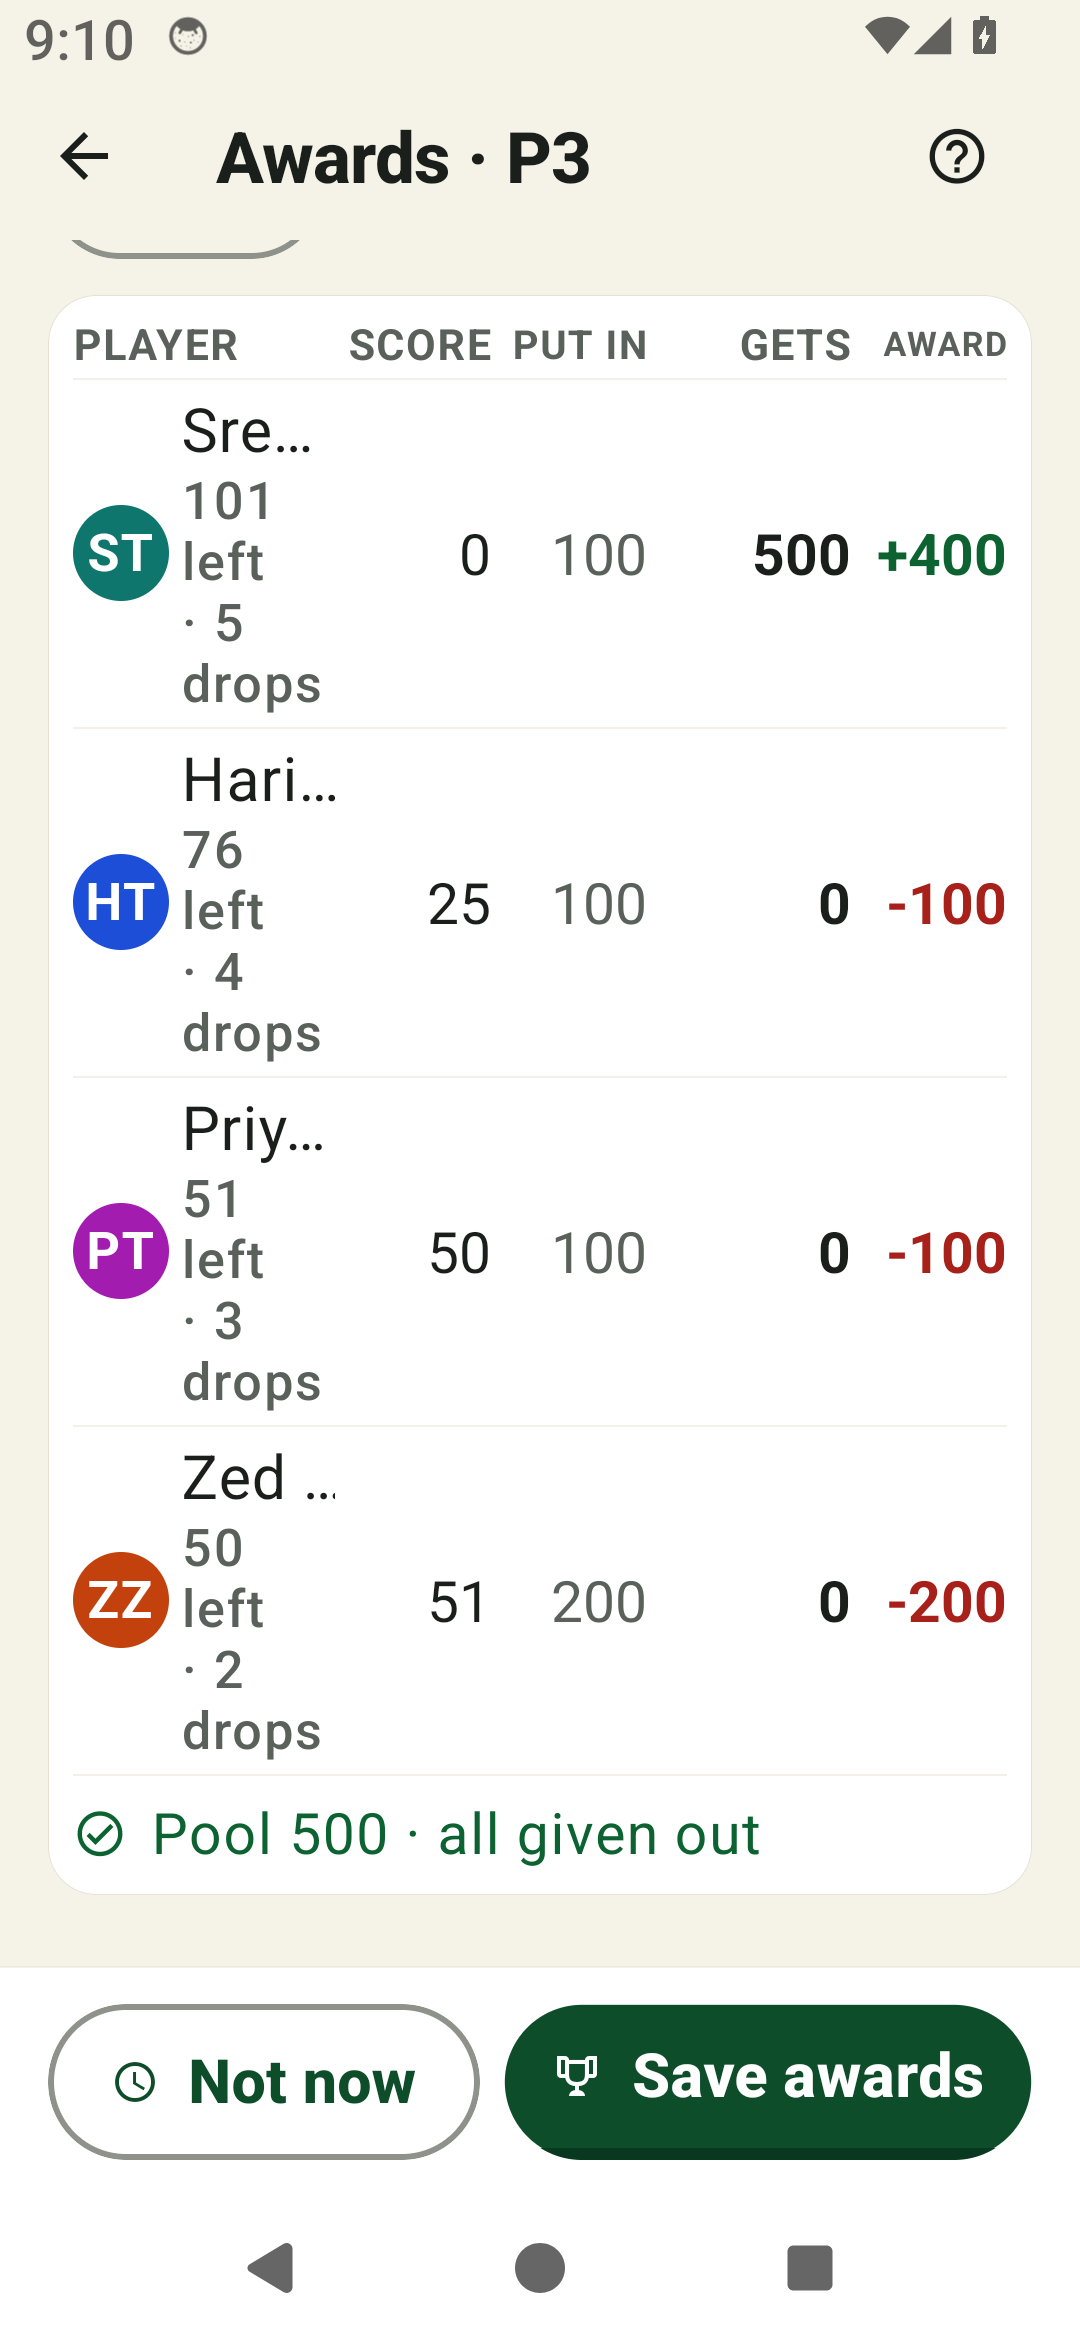 9:10
Awards · P3
PLAYER SCORE PUT IN GETS AWARD
Sre...
101
left
· 5
drops
ST 0 100 500 +400
Hari...
76
left
· 4
drops
HT 25 100 0 -100
Priy...
51
left
· 3
drops
PT 50 100 0 -100
Zed ...
50
left
· 2
drops
ZZ 51 200 0 -200
Pool 500 · all given out
Not now
Save awards